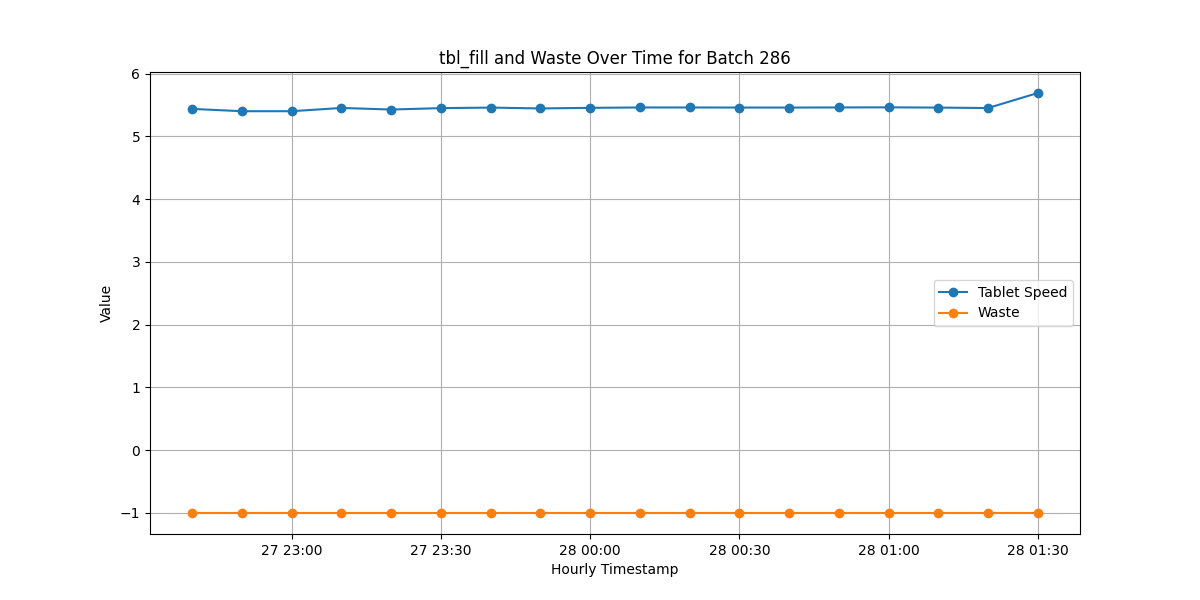 tbl_fill and Waste Over Time for Batch 286
6
5
4
3
2
1
0
−1
Value
Tablet Speed
Waste
27 23:00
27 23:30
28 00:00
28 00:30
28 01:00
28 01:30
Hourly Timestamp